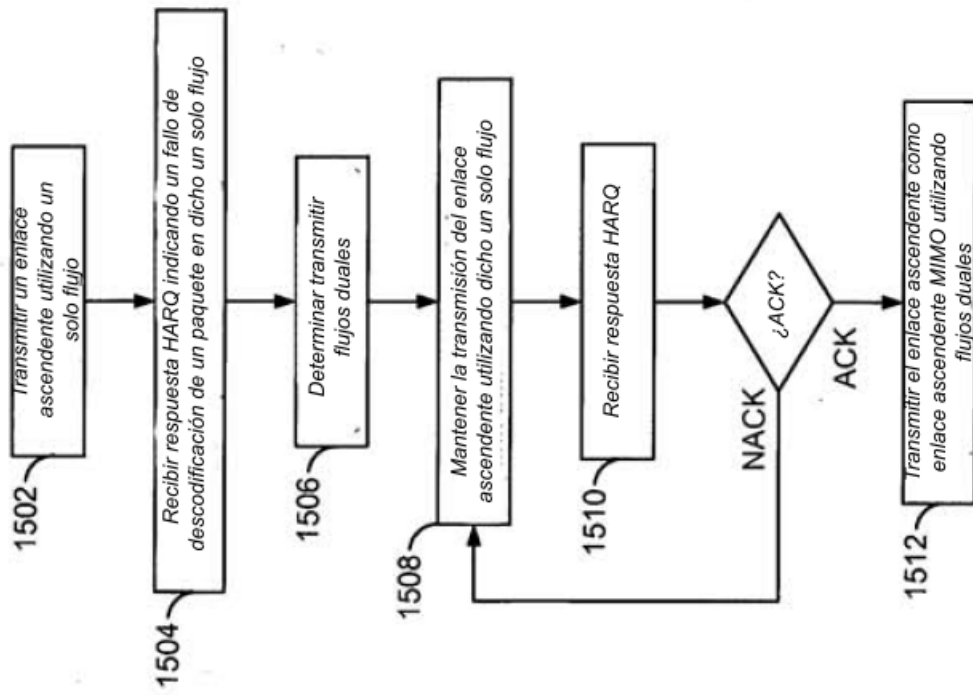 Transmitir un enlace
ascendente utilizando un
solo flujo
1502
Recibir respuesta HARQ indicando un fallo de
descodificación de un paquete en dicho un solo flujo
1504
Determinar transmitir
flujos duales
1506
Mantener la transmisión del enlace
ascendente utilizando dicho un solo flujo
1508
Recibir respuesta HARQ
1510
¿ACK?
NACK
ACK
Transmitir el enlace ascendente como
enlace ascendente MIMO utilizando
flujos duales
1512